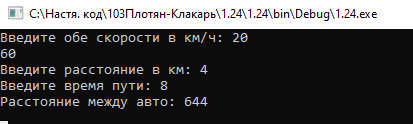 C:\Настя. код\103Плотян-Клакарь\1.24\1.24\bin\Debug\1.24.exe
Введите обе скорости в км/ч: 20
60
Введите расстояние в км: 4
Введите время пути: 8
Расстояние между авто: 644